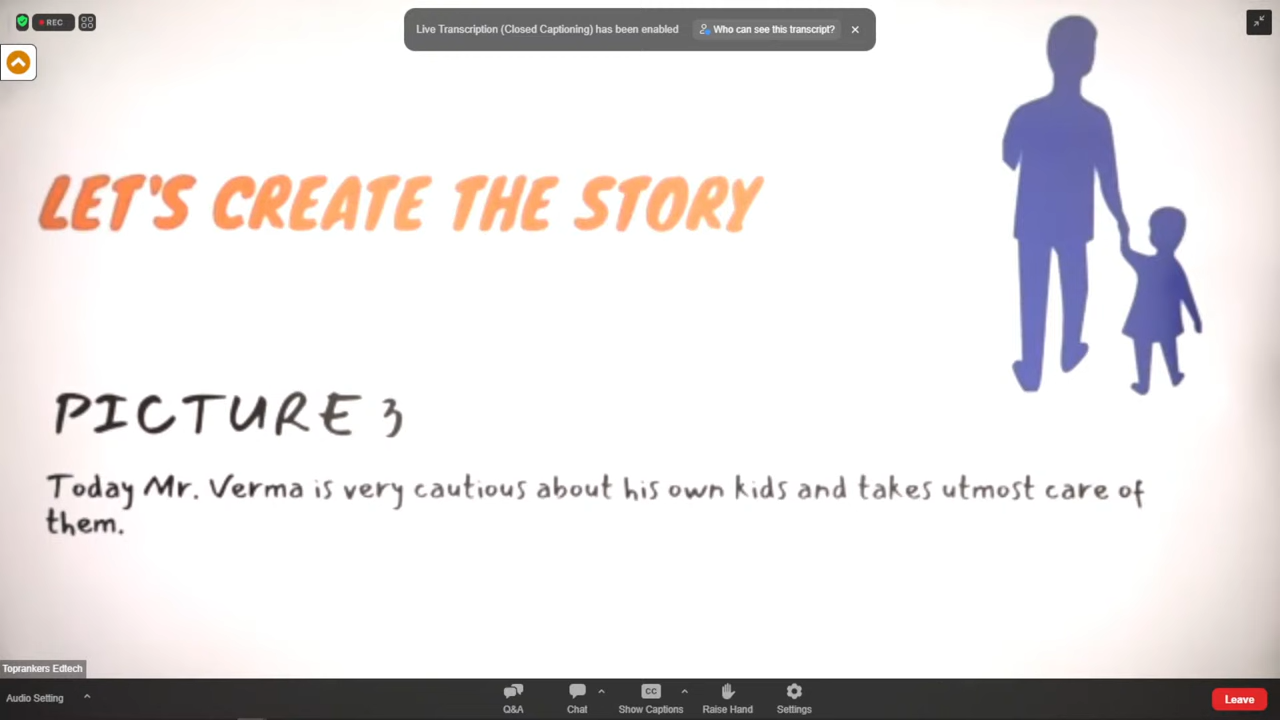 REC
Live Transcription (Closed Captioning) has been enabled
Who can see this transcript?
LET'S CREATE THE STORY
PICTURE 3
Today Mr. Verma is very cautious about his own kids and takes utmost care of
them.
Toprankers Edtech
Audio Setting
Q&A
Chat
CC
Show Captions
Raise Hand
Settings
Leave